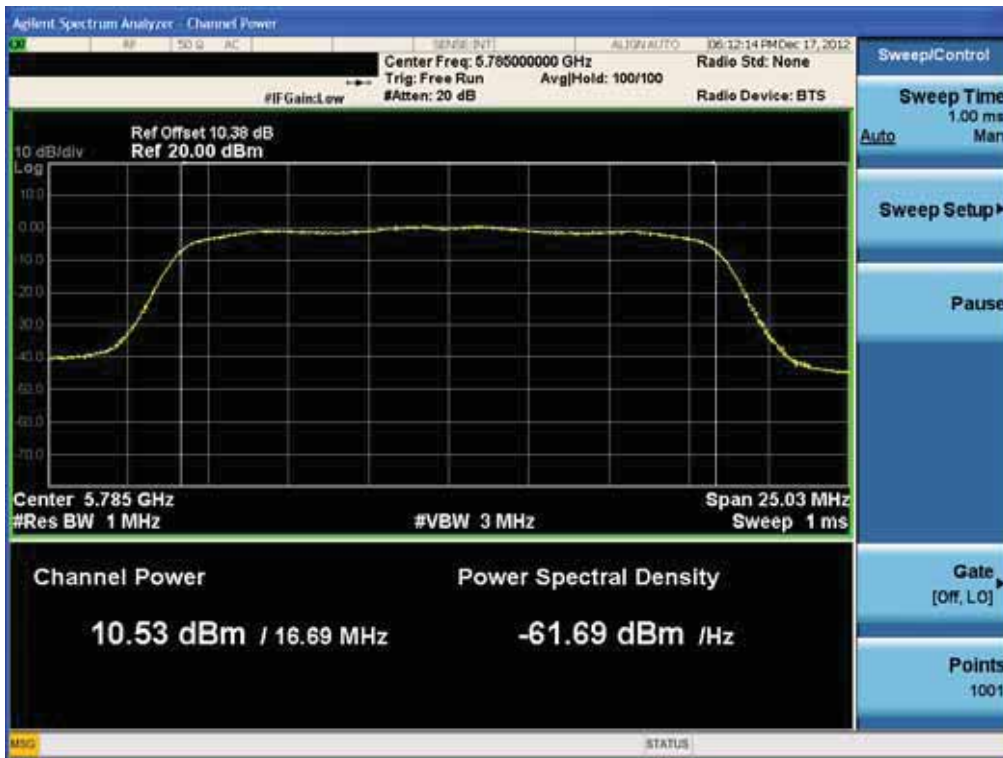 Agilent Spectrum Analyzer - Channel Power
RF 50 Ω AC SENSE:INT ALIGN AUTO 06:12:14 PM Dec 17, 2012
Center Freq: 5.785000000 GHz Radio Std: None
Trig: Free Run Avg|Hold: 100/100
#IFGain:Low #Atten: 20 dB Radio Device: BTS
Ref Offset 10.38 dB
10 dB/div Ref 20.00 dBm
Log
10.0
0.00
-10.0
-20.0
-30.0
-40.0
-50.0
-60.0
-70.0
Center 5.785 GHz Span 25.03 MHz
#Res BW 1 MHz #VBW 3 MHz Sweep 1 ms
Channel Power Power Spectral Density
10.53 dBm / 16.69 MHz -61.69 dBm /Hz
MSG STATUS
Sweep/Control
Sweep Time
1.00 ms
Auto Man
Sweep Setup
Pause
Gate
[Off, LO]
Points
1001